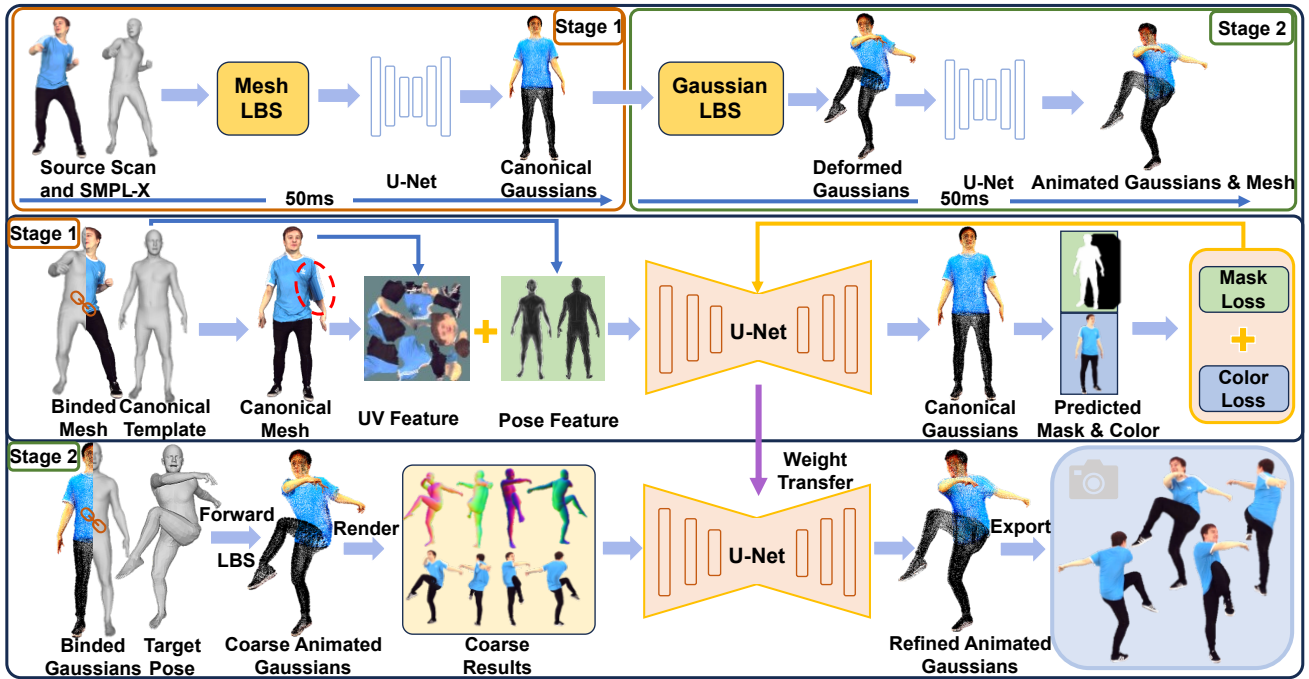 Stage 1
Stage 2
Mesh
LBS
Gaussian
LBS
Source Scan
and SMPL-X
U-Net
Canonical
Gaussians
Deformed
Gaussians
U-Net
Animated Gaussians & Mesh
50ms
50ms
Stage 1
U-Net
Mask
Loss
Color
Loss
Binded
Mesh
Canonical
Template
Canonical
Mesh
UV Feature
Pose Feature
Canonical
Gaussians
Predicted
Mask & Color
Stage 2
Weight
Transfer
Forward
LBS
Render
U-Net
Export
Binded
Gaussians
Target
Pose
Coarse Animated
Gaussians
Coarse
Results
Refined Animated
Gaussians